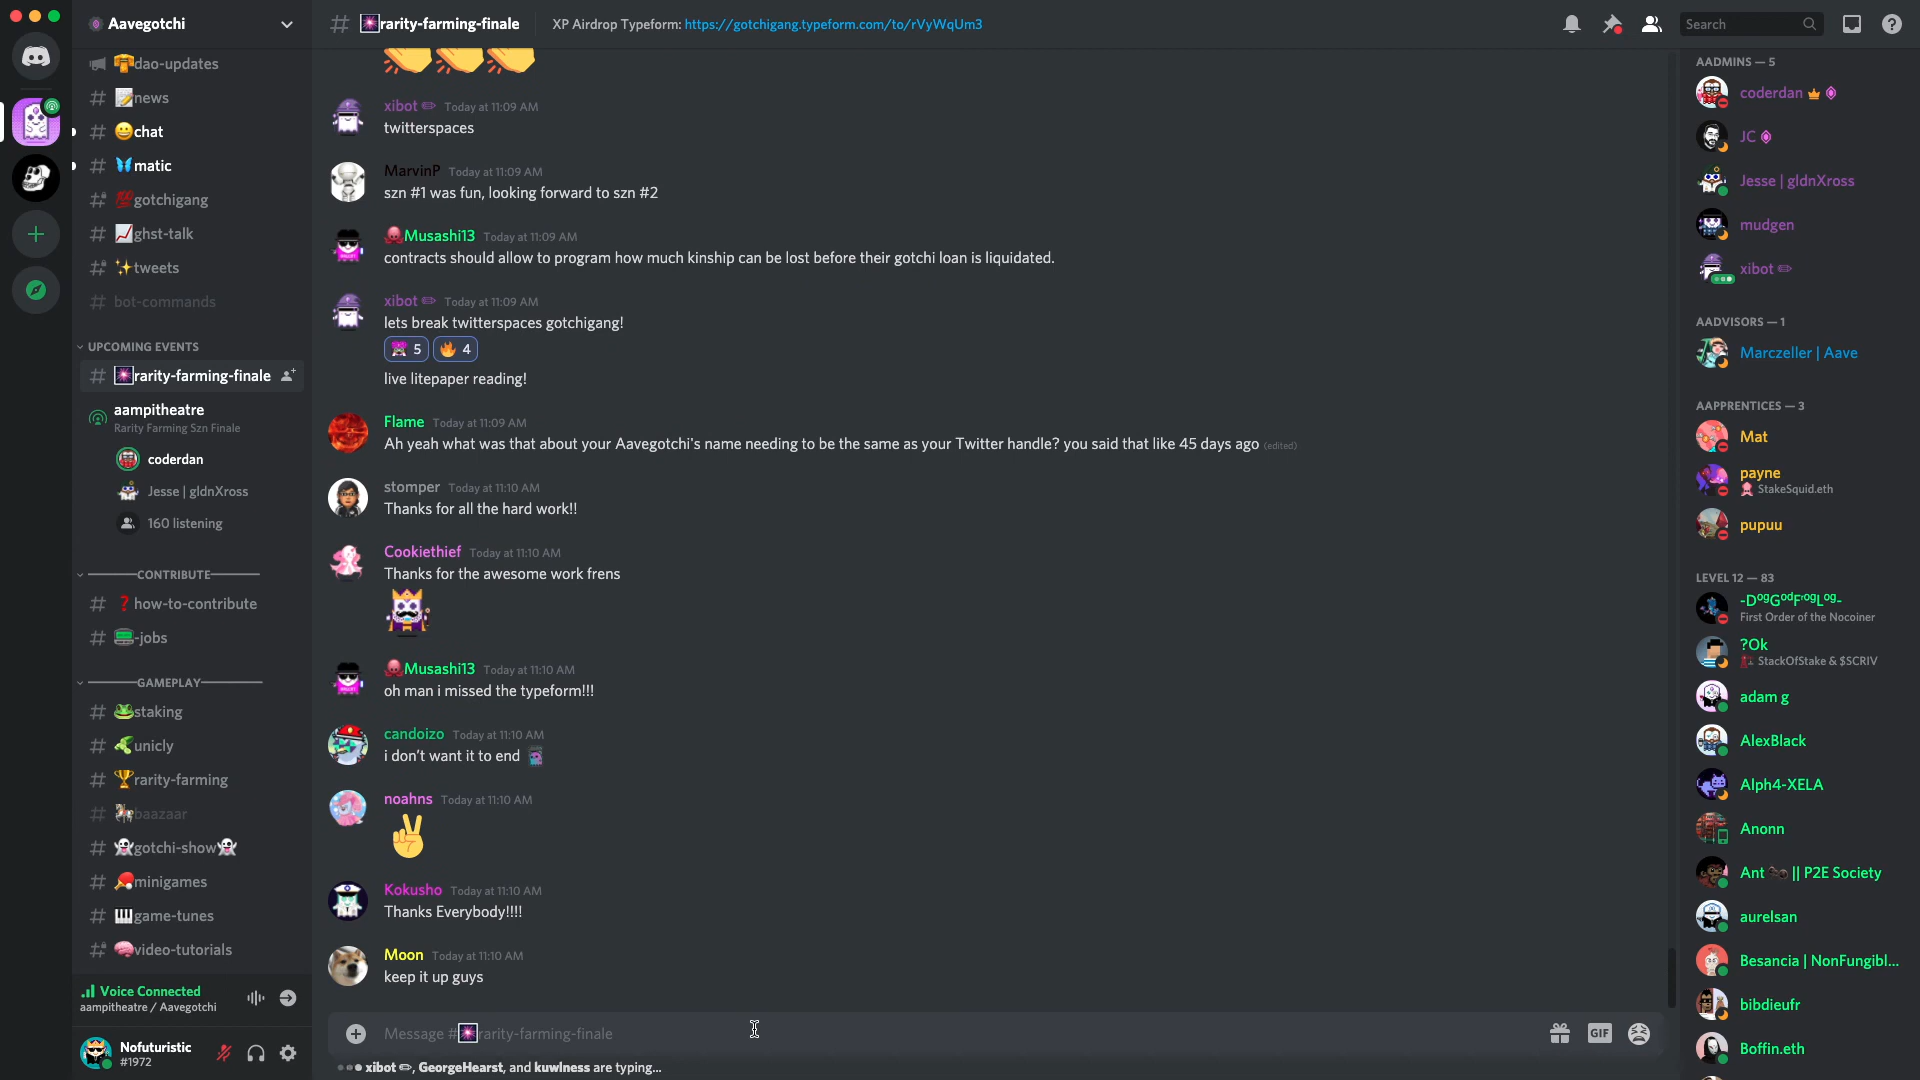 Aavegotchi
dao-updates
news
chat
matic
gotchigang
ghst-talk
tweets
bot-commands
UPCOMING EVENTS
rarity-farming-finale
aampitheatre
Rarity Farming Szn Finale
coderdan
Jesse | gldnXross
160 listening
CONTRIBUTE
how-to-contribute
-jobs
GAMEPLAY
staking
unicly
rarity-farming
baazaar
gotchi-show
minigames
game-tunes
video-tutorials
Voice Connected
aampitheatre / Aavegotchi
Nofuturistic
#1972
rarity-farming-finale
XP Airdrop Typeform: https://gotchigang.typeform.com/to/rVyWqUm3
Search
xibot Today at 11:09 AM
twitterspaces
MarvinP Today at 11:09 AM
szn #1 was fun, looking forward to szn #2
Musashi13 Today at 11:09 AM
contracts should allow to program how much kinship can be lost before their gotchi loan is liquidated.
xibot Today at 11:09 AM
lets break twitterspaces gotchigang!
5 4
live litepaper reading!
Flame Today at 11:09 AM
Ah yeah what was that about your Aavegotchi's name needing to be the same as your Twitter handle? you said that like 45 days ago (edited)
stomper Today at 11:10 AM
Thanks for all the hard work!!
Cookiethief Today at 11:10 AM
Thanks for the awesome work frens
Musashi13 Today at 11:10 AM
oh man i missed the typeform!!!
candoizo Today at 11:10 AM
i don't want it to end
noahns Today at 11:10 AM
Kokusho Today at 11:10 AM
Thanks Everybody!!!!
Moon Today at 11:10 AM
keep it up guys
Message # rarity-farming-finale
GIF
xibot, GeorgeHearst, and kuwlness are typing...
AADMINS — 5
coderdan
JC
Jesse | gldnXross
mudgen
xibot
AADVISORS — 1
Marczeller | Aave
AAPPRENTICES — 3
Mat
payne
StakeSquid.eth
pupuu
LEVEL 12 — 83
-DᵒᵍGᵒᵈFʳᵒᵍLᵒᵍ-
First Order of the Nocoiner
?Ok
StackOfStake & $SCRIV
adam g
AlexBlack
Alph4-XELA
Anonn
Ant || P2E Society
aurelsan
Besancia | NonFungibl...
bibdieufr
Boffin.eth